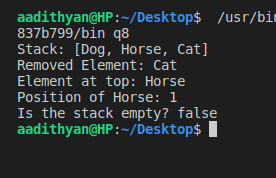 aadithyan@HP:~/Desktop$ /usr/bin
837b799/bin q8
Stack: [Dog, Horse, Cat]
Removed Element: Cat
Element at top: Horse
Position of Horse: 1
Is the stack empty? false
aadithyan@HP:~/Desktop$